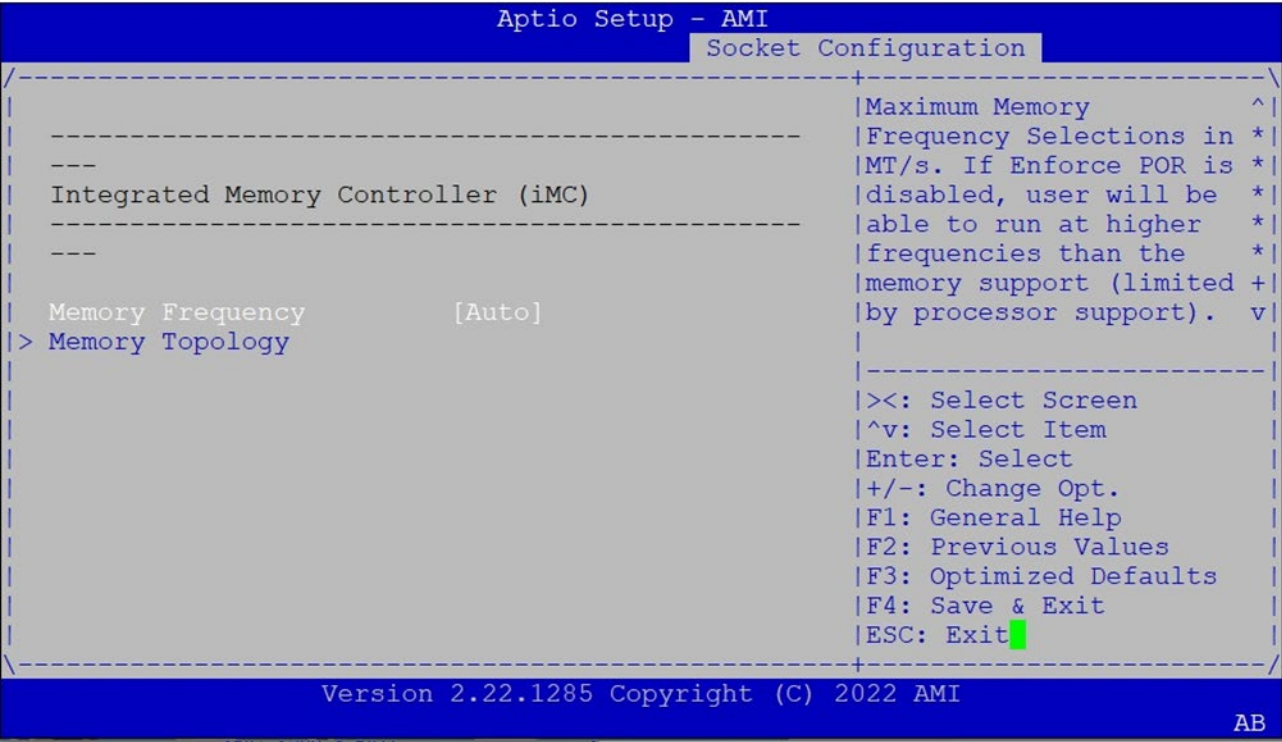 Aptio Setup – AMI
Socket Configuration
Integrated Memory Controller (iMC)
Memory Frequency [Auto]
> Memory Topology
Maximum Memory ^
Frequency Selections in *
MT/s. If Enforce POR is *
disabled, user will be *
able to run at higher *
frequencies than the *
memory support (limited +
by processor support). v
><: Select Screen
^v: Select Item
Enter: Select
+/-: Change Opt.
F1: General Help
F2: Previous Values
F3: Optimized Defaults
F4: Save & Exit
ESC: Exit
Version 2.22.1285 Copyright (C) 2022 AMI
AB